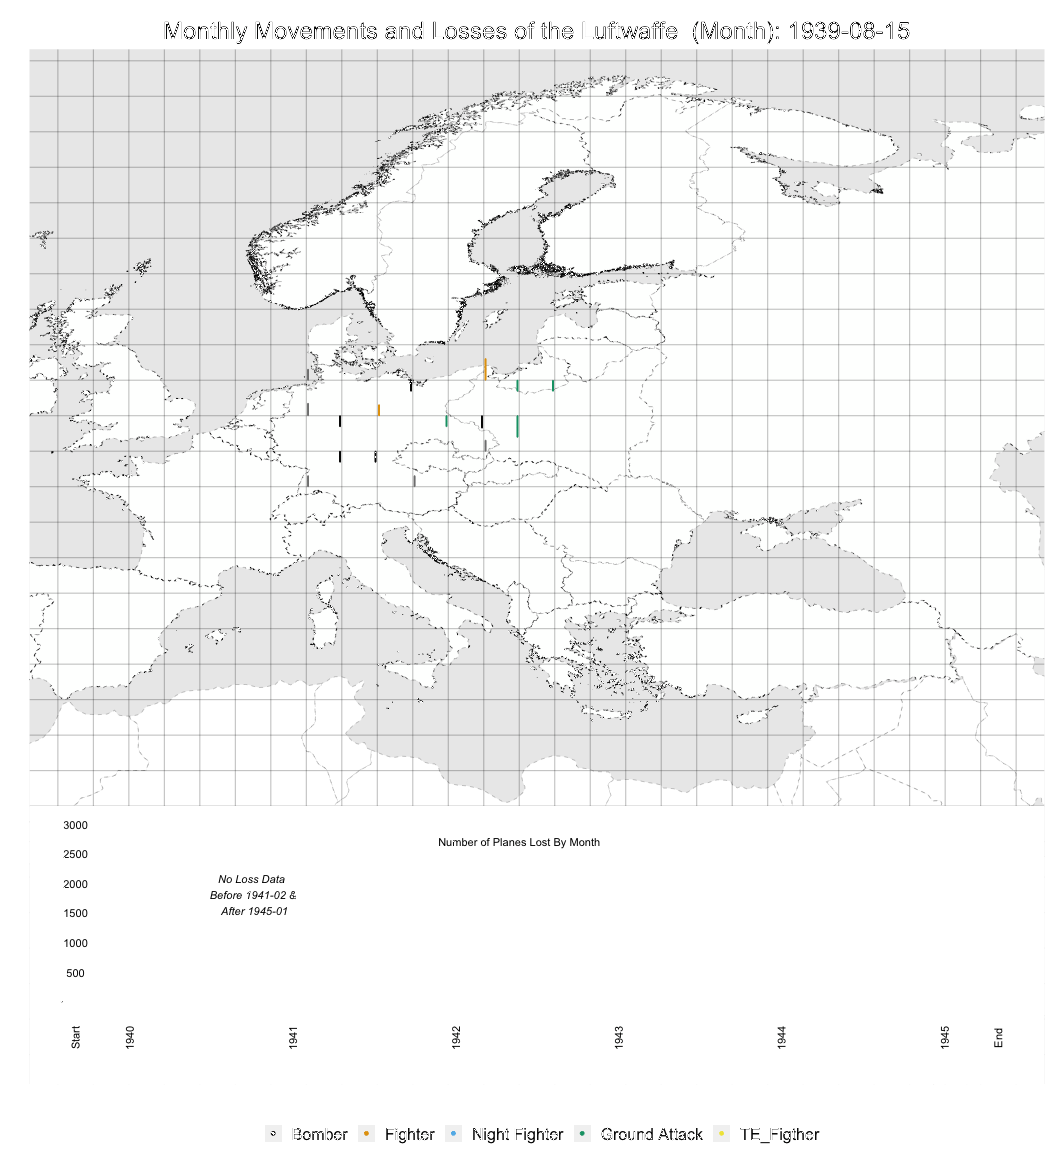 Monthly Movements and Losses of the Luftwaffe (Month): 1939-08-15
3000
Number of Planes Lost By Month
2500
2000
1500
1000
500
No Loss Data
Before 1941-02 &
After 1945-01
Start
1940
1941
1942
1943
1944
1945
End
Bomber Fighter Night Fighter Ground Attack TE_Figther